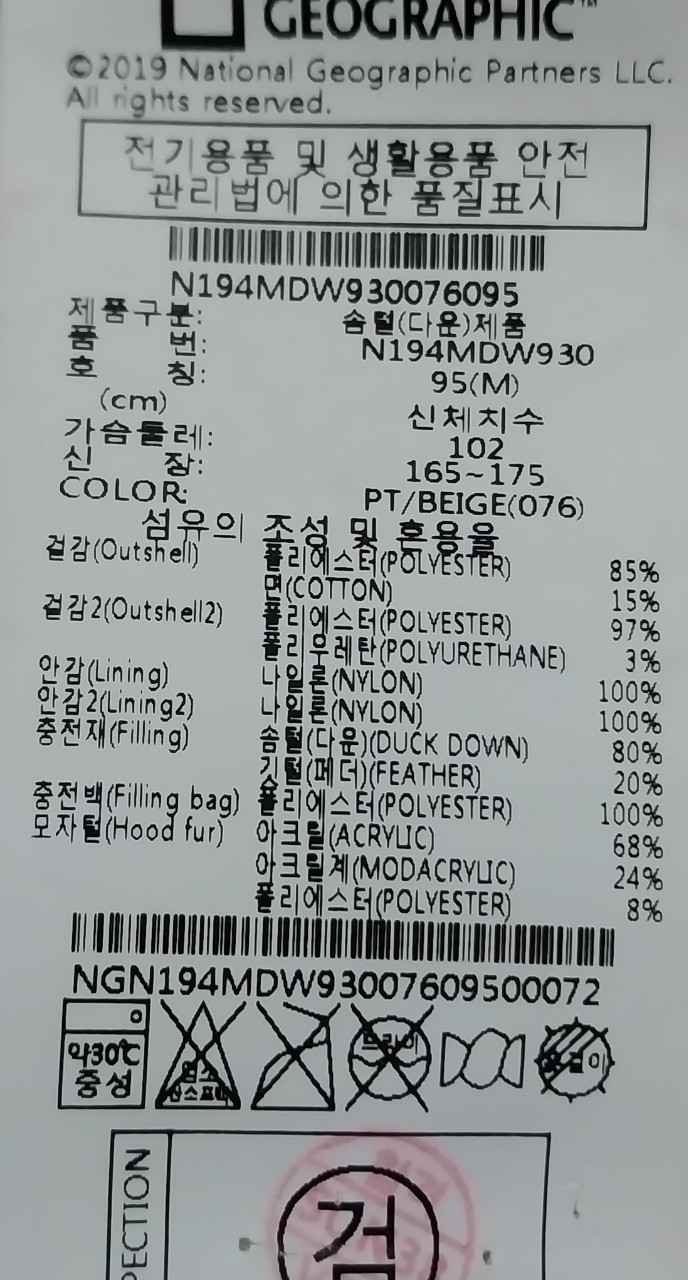 GEOGRAPHIC™
©2019 National Geographic Partners LLC.
All rights reserved.
전기용품 및 생활용품 안전
관리법에 의한 품질표시
N194MDW930076095
제품구분: 솜털(다운)제품
품 번: N194MDW930
호 칭: 95(M)
(cm) 신체치수
가슴둘레: 102
신 장: 165~175
COLOR: PT/BEIGE(076)
섬유의 조성 및 혼용율
겉감(Outshell) 폴리에스터(POLYESTER) 85%
면(COTTON) 15%
겉감2(Outshell2) 폴리에스터(POLYESTER) 97%
폴리우레탄(POLYURETHANE) 3%
안감(Lining) 나일론(NYLON) 100%
안감2(Lining2) 나일론(NYLON) 100%
충전재(Filling) 솜털(다운)(DUCK DOWN) 80%
깃털(페더)(FEATHER) 20%
충전백(Filling bag) 폴리에스터(POLYESTER) 100%
모자털(Hood fur) 아크릴(ACRYLIC) 68%
아크릴계(MODACRYLIC) 24%
폴리에스터(POLYESTER) 8%
NGN194MDW93007609500072
약30℃
중성
염소
드라이
PECTION
검